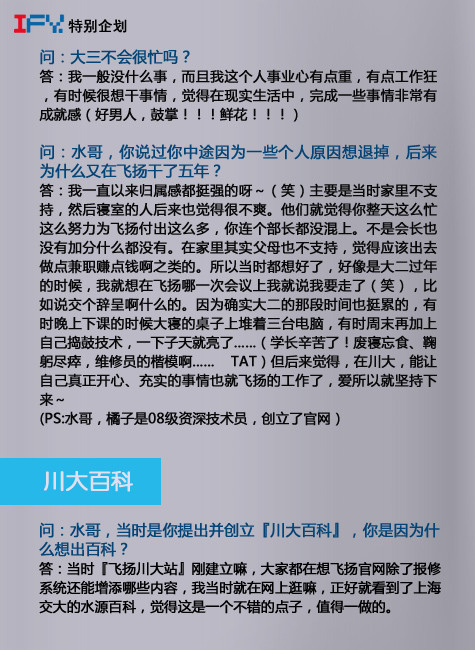 IFY 特别企划
问：大三不会很忙吗？
答：我一般没什么事，而且我这个人事业心有点重，有点工作狂
，有时候很想干事情，觉得在现实生活中，完成一些事情非常有
成就感（好男人，鼓掌！！！鲜花！！！）
问：水哥，你说过你中途因为一些个人原因想退掉，后来
为什么又在飞扬干了五年？
答：我一直以来归属感都挺强的呀～（笑）主要是当时家里不支
持，然后寝室的人后来也觉得很不爽。他们就觉得你整天这么忙
这么努力为飞扬付出这么多，你连个部长都没混上。不是会长也
没有加分什么都没有。在家里其实父母也不支持，觉得应该出去
做点兼职赚点钱啊之类的。所以当时都想好了，好像是大二过年
的时候，我就想在飞扬哪一次会议上我就说我要走了（笑），比
如说交个辞呈啊什么的。因为确实大二的那段时间也挺累的，有
时晚上下课的时候大寝的桌子上堆着三台电脑，有时周末再加上
自己捣鼓技术，一下子天就亮了......（学长辛苦了！废寝忘食、鞠
躬尽瘁，维修员的楷模啊...... TAT）但后来觉得，在川大，能让
自己真正开心、充实的事情也就飞扬的工作了，爱所以就坚持下
来～
(PS:水哥，橘子是08级资深技术员，创立了官网）
川大百科
问：水哥，当时是你提出并创立『川大百科』，你是因为什
么想出百科？
答：当时『飞扬川大站』刚建立嘛，大家都在想飞扬官网除了报修
系统还能增添哪些内容，我当时就在网上逛嘛，正好就看到了上海
交大的水源百科，觉得这是一个不错的点子，值得一做的。